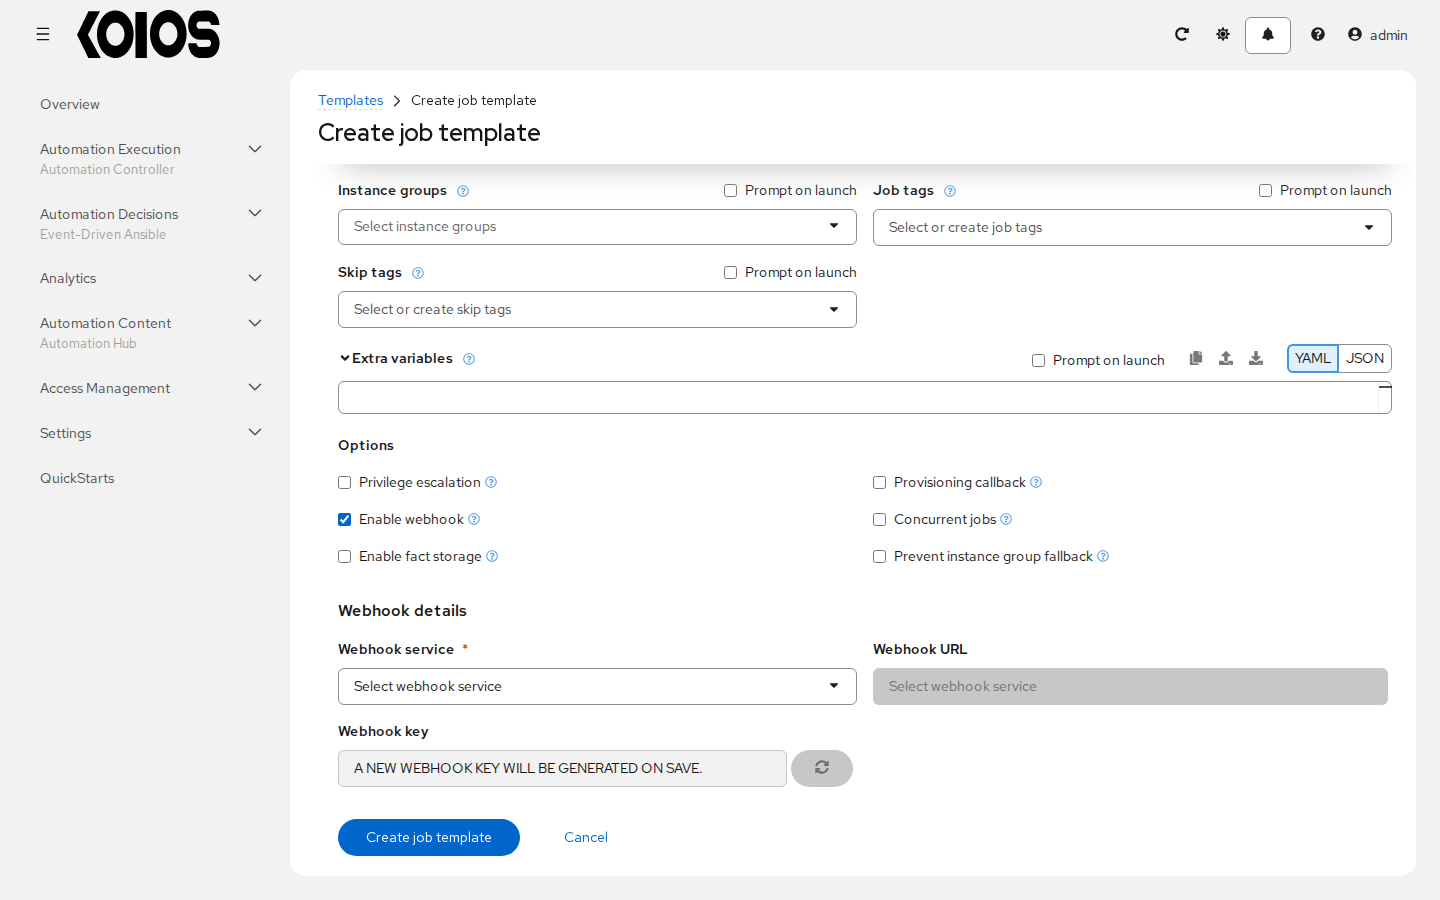 KOIOS
admin
Overview
Automation Execution
Automation Controller
Automation Decisions
Event-Driven Ansible
Analytics
Automation Content
Automation Hub
Access Management
Settings
QuickStarts
Templates > Create job template
Create job template
Instance groups
Prompt on launch
Job tags
Prompt on launch
Select instance groups
Select or create job tags
Skip tags
Prompt on launch
Select or create skip tags
Extra variables
Prompt on launch
YAML
JSON
Options
Privilege escalation
Provisioning callback
Enable webhook
Concurrent jobs
Enable fact storage
Prevent instance group fallback
Webhook details
Webhook service *
Webhook URL
Select webhook service
Select webhook service
Webhook key
A NEW WEBHOOK KEY WILL BE GENERATED ON SAVE.
Create job template
Cancel